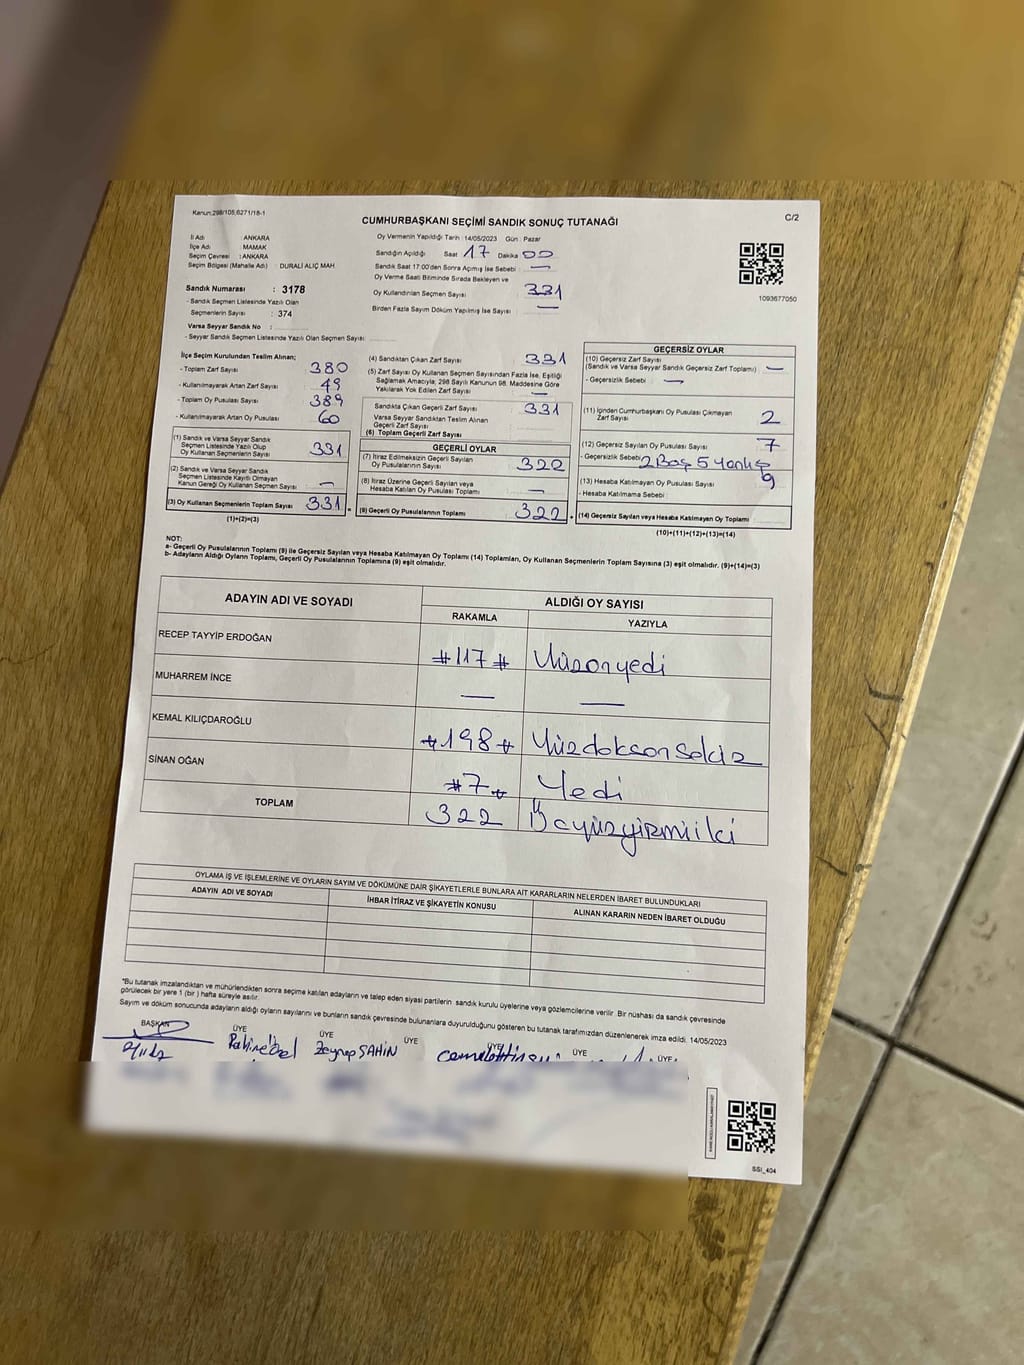 Kanun:298/105,6271/18-1
C/2
CUMHURBAŞKANI SEÇİMİ SANDIK SONUÇ TUTANAĞI
İl Adı : ANKARA
İlçe Adı : MAMAK
Seçim Çevresi : ANKARA
Seçim Bölgesi (Mahalle Adı) : DURALİ ALIÇ MAH.
Sandık Numarası : 3178
- Sandık Seçmen Listesinde Yazılı Olan
Seçmenlerin Sayısı : 374
Varsa Seyyar Sandık No :
- Seyyar Sandık Seçmen Listesinde Yazılı Olan Seçmen Sayısı
Oy Vermenin Yapıldığı Tarih : 14/05/2023 Gün : Pazar
Sandığın Açıldığı Saat 17 Dakika 00
Sandık Saat 17:00'den Sonra Açılmış İse Sebebi : —
Oy Verme Saati Bitiminde Sırada Bekleyen ve
Oy Kullandırılan Seçmen Sayısı 331
Birden Fazla Sayım Döküm Yapılmış İse Sayısı : —
1093677050
İlçe Seçim Kurulundan Teslim Alınan;
- Toplam Zarf Sayısı 380
- Kullanılmayarak Artan Zarf Sayısı 49
- Toplam Oy Pusulası Sayısı 389
- Kullanılmayarak Artan Oy Pusulası 60
(1) Sandık ve Varsa Seyyar Sandık
Seçmen Listesinde Yazılı Olup
Oy Kullanan Seçmenlerin Sayısı 331
(2) Sandık ve Varsa Seyyar Sandık
Seçmen Listesinde Kayıtlı Olmayan
Kanun Gereği Oy Kullanan Seçmen Sayısı —
(3) Oy Kullanan Seçmenlerin Toplam Sayısı 331
(1)+(2)=(3)
(4) Sandıktan Çıkan Zarf Sayısı 331
(5) Zarf Sayısı Oy Kullanan Seçmen Sayısından Fazla İse, Eşitliği
Sağlamak Amacıyla; 298 Sayılı Kanunun 98. Maddesine Göre
Yakılarak Yok Edilen Zarf Sayısı : —
Sandıkta Çıkan Geçerli Zarf Sayısı 331
Varsa Seyyar Sandıktan Teslim Alınan
Geçerli Zarf Sayısı
(6) Toplam Geçerli Zarf Sayısı
GEÇERLİ OYLAR
(7) İtiraz Edilmeksizin Geçerli Sayılan
Oy Pusulalarının Sayısı 322
(8) İtiraz Üzerine Geçerli Sayılan veya
Hesaba Katılan Oy Pusulası Toplamı —
(9) Geçerli Oy Pusulalarının Toplamı 322
GEÇERSİZ OYLAR
(10) Geçersiz Zarf Sayısı
(Sandık ve Varsa Seyyar Sandık Geçersiz Zarf Toplamı) —
- Geçersizlik Sebebi : —
(11) İçinden Cumhurbaşkanı Oy Pusulası Çıkmayan
Zarf Sayısı 2
(12) Geçersiz Sayılan Oy Pusulası Sayısı 7
- Geçersizlik Sebebi : 2 Boş 5 Yanlış
(13) Hesaba Katılmayan Oy Pusulası Sayısı 9
- Hesaba Katılmama Sebebi :
(14) Geçersiz Sayılan veya Hesaba Katılmayan Oy Toplamı
(10)+(11)+(12)+(13)=(14)
NOT:
a- Geçerli Oy Pusulalarının Toplamı (9) ile Geçersiz Sayılan veya Hesaba Katılmayan Oy Toplamı (14) Toplamları, Oy Kullanan Seçmenlerin Toplam Sayısına (3) eşit olmalıdır. (9)+(14)=(3)
b- Adayların Aldığı Oyların Toplamı, Geçerli Oy Pusulalarının Toplamına (9) eşit olmalıdır.
ADAYIN ADI VE SOYADI
ALDIĞI OY SAYISI
RAKAMLA YAZIYLA
RECEP TAYYİP ERDOĞAN #117# Yüzonyedi
MUHARREM İNCE — —
KEMAL KILIÇDAROĞLU #198# Yüzdoksonsekiz
SİNAN OĞAN #7# Yedi
TOPLAM 322 Üçyüzyirmiiki
OYLAMA İŞ VE İŞLEMLERİNE VE OYLARIN SAYIM VE DÖKÜMÜNE DAİR ŞİKAYETLERLE BUNLARA AİT KARARLARIN NELERDEN İBARET BULUNDUKLARI
ADAYIN ADI VE SOYADI İHBAR İTİRAZ VE ŞİKAYETİN KONUSU ALINAN KARARIN NEDEN İBARET OLDUĞU
*Bu tutanak imzalandıktan ve mühürlendikten sonra seçime katılan adayların ve talep eden siyasi partilerin sandık kurulu üyelerine veya gözlemcilerine verilir. Bir nüshası da sandık çevresinde
görülecek bir yere 1 (bir) hafta süreyle asılır.
Sayım ve döküm sonucunda adayların aldığı oyların sayılarını ve bunların sandık çevresinde bulunanlara duyurulduğunu gösteren bu tutanak tarafımızdan düzenlenerek imza edildi. 14/05/2023
BAŞKAN ÜYE ÜYE ÜYE ÜYE ÜYE ÜYE
Zeynep ŞAHİN
SSI_404